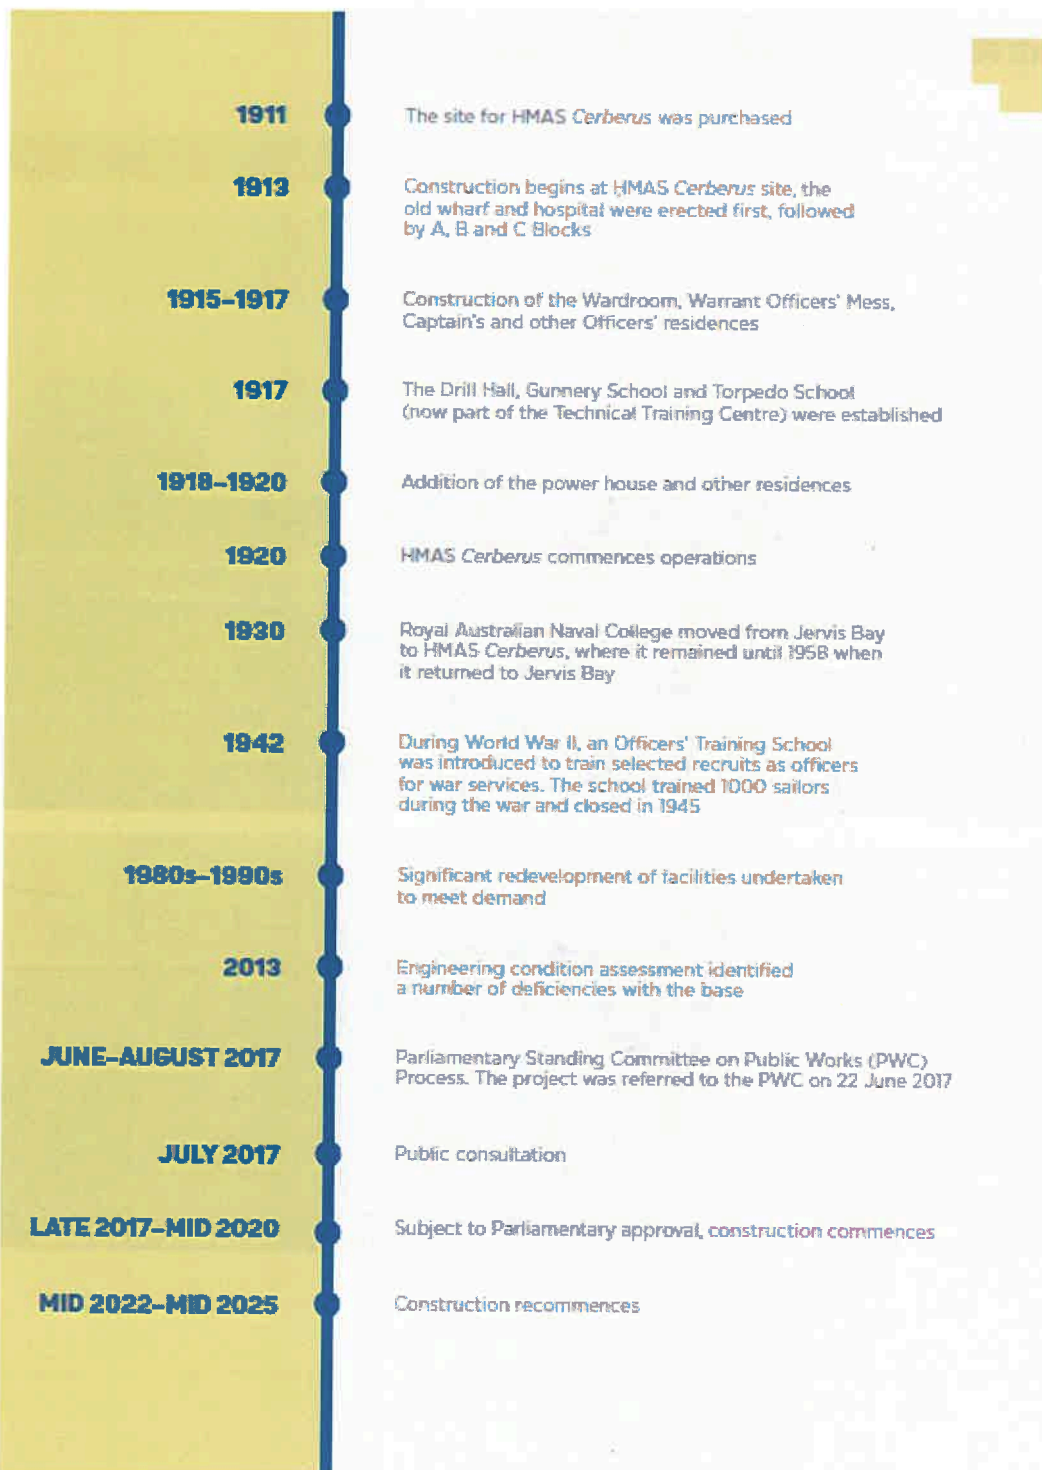 1911
The site for HMAS Cerberus was purchased
1913
Construction begins at HMAS Cerberus site, the
old wharf and hospital were erected first, followed
by A, B and C Blocks
1915–1917
Construction of the Wardroom, Warrant Officers' Mess,
Captain's and other Officers' residences
1917
The Drill Hall, Gunnery School and Torpedo School
(now part of the Technical Training Centre) were established
1918–1920
Addition of the power house and other residences
1920
HMAS Cerberus commences operations
1930
Royal Australian Naval College moved from Jervis Bay
to HMAS Cerberus, where it remained until 1958 when
it returned to Jervis Bay
1942
During World War II, an Officers' Training School
was introduced to train selected recruits as officers
for war services. The school trained 1000 sailors
during the war and closed in 1945
1980s–1990s
Significant redevelopment of facilities undertaken
to meet demand
2013
Engineering condition assessment identified
a number of deficiencies with the base
JUNE–AUGUST 2017
Parliamentary Standing Committee on Public Works (PWC)
Process. The project was referred to the PWC on 22 June 2017
JULY 2017
Public consultation
LATE 2017–MID 2020
Subject to Parliamentary approval, construction commences
MID 2022–MID 2025
Construction recommences